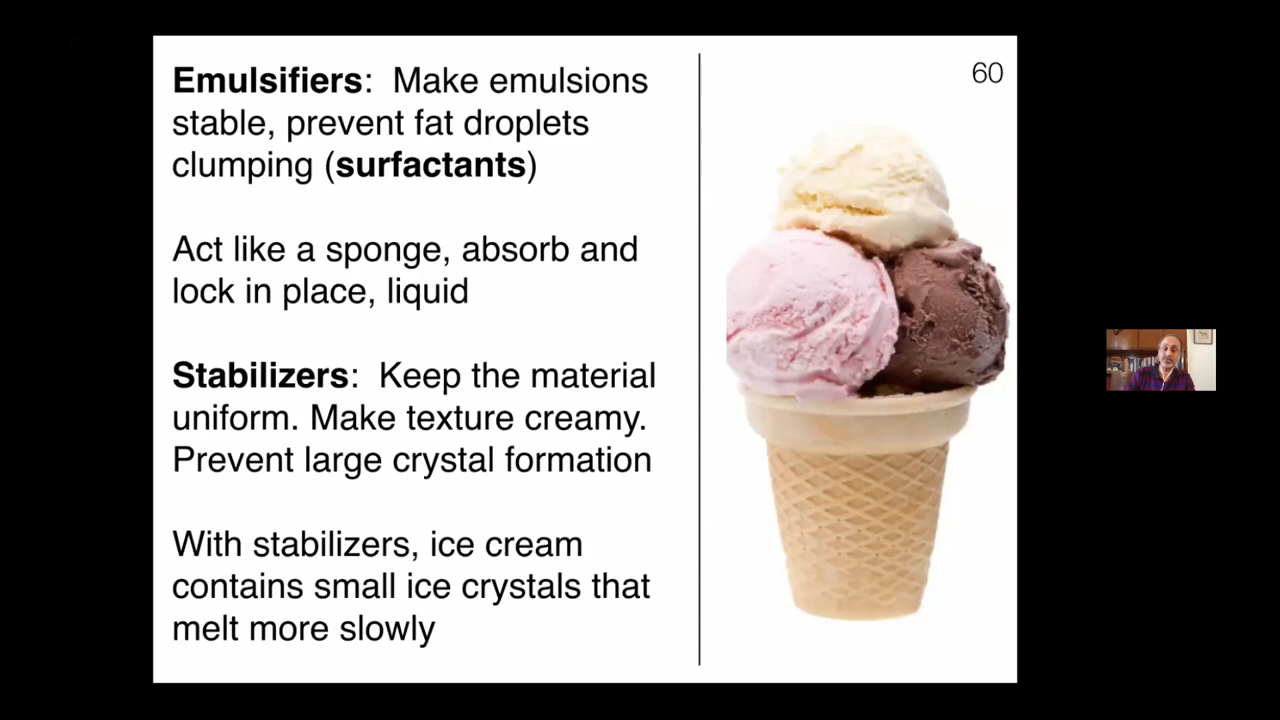 Emulsifiers: Make emulsions
stable, prevent fat droplets
clumping (surfactants)
Act like a sponge, absorb and
lock in place, liquid
Stabilizers: Keep the material
uniform. Make texture creamy.
Prevent large crystal formation
With stabilizers, ice cream
contains small ice crystals that
melt more slowly
60